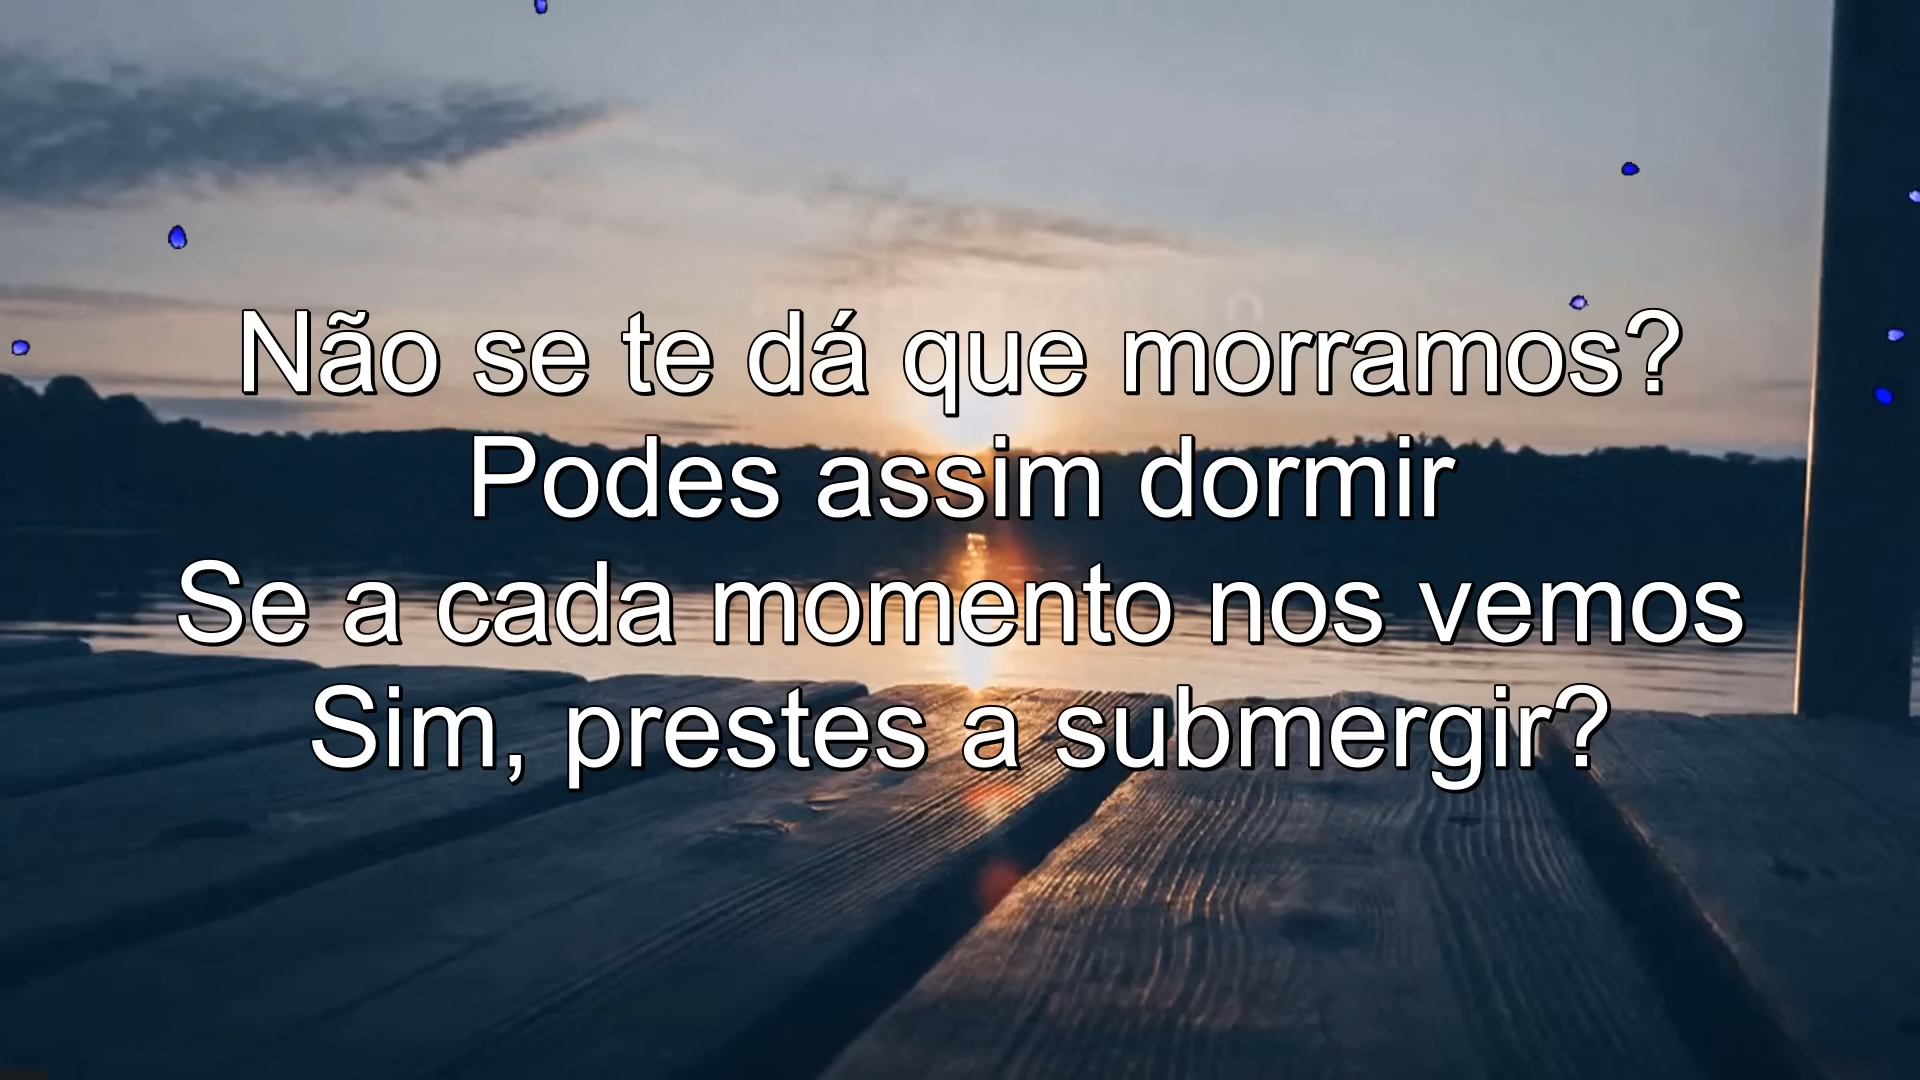 Não se te dá que morramos?
Podes assim dormir
Se a cada momento nos vemos
Sim, prestes a submergir?